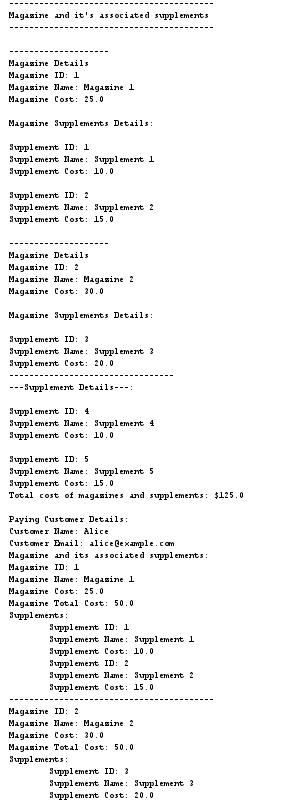 -----------------------------------------
Magazine and it's associated supplements
-----------------------------------------
--------------------
Magazine Details
Magazine ID: 1
Magazine Name: Magazine 1
Magazine Cost: 25.0
Magazine Supplements Details:
Supplement ID: 1
Supplement Name: Supplement 1
Supplement Cost: 10.0
Supplement ID: 2
Supplement Name: Supplement 2
Supplement Cost: 15.0
--------------------
Magazine Details
Magazine ID: 2
Magazine Name: Magazine 2
Magazine Cost: 30.0
Magazine Supplements Details:
Supplement ID: 3
Supplement Name: Supplement 3
Supplement Cost: 20.0
---------------------------------
---Supplement Details---:
Supplement ID: 4
Supplement Name: Supplement 4
Supplement Cost: 10.0
Supplement ID: 5
Supplement Name: Supplement 5
Supplement Cost: 15.0
Total cost of magazines and supplements: $125.0
Paying Customer Details:
Customer Name: Alice
Customer Email: alice@example.com
Magazine and its associated supplements:
Magazine ID: 1
Magazine Name: Magazine 1
Magazine Cost: 25.0
Magazine Total Cost: 50.0
Supplements:
Supplement ID: 1
Supplement Name: Supplement 1
Supplement Cost: 10.0
Supplement ID: 2
Supplement Name: Supplement 2
Supplement Cost: 15.0
-----------------------------------------
Magazine ID: 2
Magazine Name: Magazine 2
Magazine Cost: 30.0
Magazine Total Cost: 50.0
Supplements:
Supplement ID: 3
Supplement Name: Supplement 3
Supplement Cost: 20.0